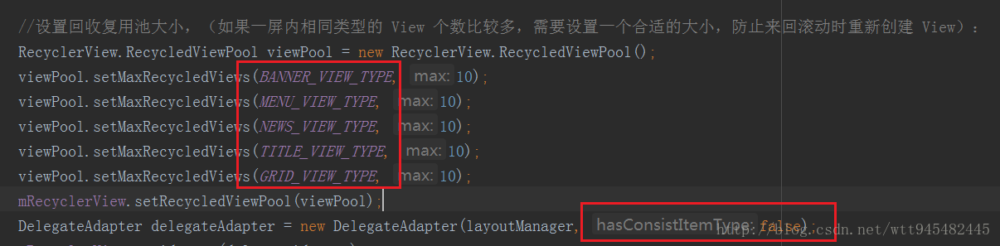 //设置回收复用池大小，（如果一屏内相同类型的 View 个数比较多，需要设置一个合适的大小，防止来回滚动时重新创建 View）：
RecyclerView.RecycledViewPool viewPool = new RecyclerView.RecycledViewPool();
viewPool.setMaxRecycledViews(BANNER_VIEW_TYPE, max: 10);
viewPool.setMaxRecycledViews(MENU_VIEW_TYPE, max: 10);
viewPool.setMaxRecycledViews(NEWS_VIEW_TYPE, max: 10);
viewPool.setMaxRecycledViews(TITLE_VIEW_TYPE, max: 10);
viewPool.setMaxRecycledViews(GRID_VIEW_TYPE, max: 10);
mRecyclerView.setRecycledViewPool(viewPool);
DelegateAdapter delegateAdapter = new DelegateAdapter(layoutManager, hasConsistItemType: false);
http://blog.csdn.net/wtt945482445